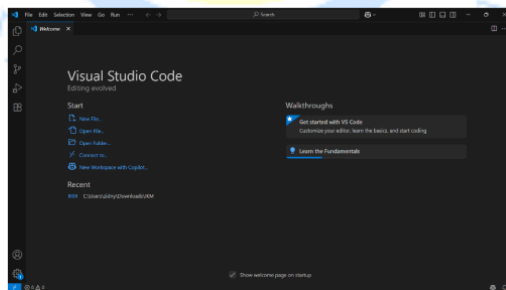 File Edit Selection View Go Run ···
Search
Welcome
Visual Studio Code
Editing evolved
Start
New File...
Open File...
Open Folder...
Connect to...
New Workspace with Copilot...
Recent
Walkthroughs
Get started with VS Code
Customize your editor, learn the basics, and start coding
Learn the Fundamentals
Show welcome page on startup
0 0